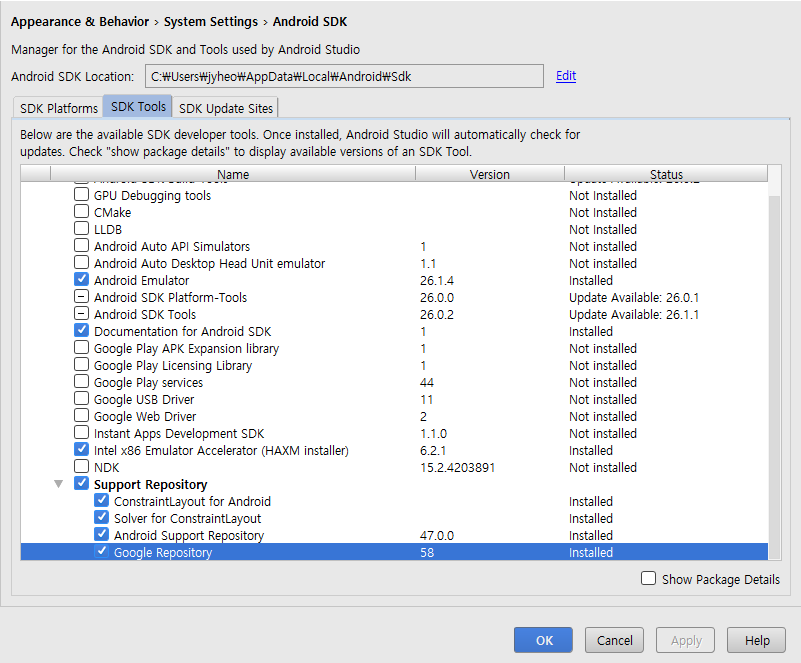 Appearance & Behavior › System Settings › Android SDK
Manager for the Android SDK and Tools used by Android Studio
Android SDK Location: C:₩Users₩jyheo₩AppData₩Local₩Android₩Sdk Edit
SDK Platforms SDK Tools SDK Update Sites
Below are the available SDK developer tools. Once installed, Android Studio will automatically check for
updates. Check "show package details" to display available versions of an SDK Tool.
Name Version Status
GPU Debugging tools Not Installed
CMake Not Installed
LLDB Not Installed
Android Auto API Simulators 1 Not installed
Android Auto Desktop Head Unit emulator 1.1 Not installed
Android Emulator 26.1.4 Installed
Android SDK Platform-Tools 26.0.0 Update Available: 26.0.1
Android SDK Tools 26.0.2 Update Available: 26.1.1
Documentation for Android SDK 1 Installed
Google Play APK Expansion library 1 Not installed
Google Play Licensing Library 1 Not installed
Google Play services 44 Not installed
Google USB Driver 11 Not installed
Google Web Driver 2 Not installed
Instant Apps Development SDK 1.1.0 Not installed
Intel x86 Emulator Accelerator (HAXM installer) 6.2.1 Installed
NDK 15.2.4203891 Not installed
Support Repository
ConstraintLayout for Android Installed
Solver for ConstraintLayout Installed
Android Support Repository 47.0.0 Installed
Google Repository 58 Installed
Show Package Details
OK Cancel Apply Help